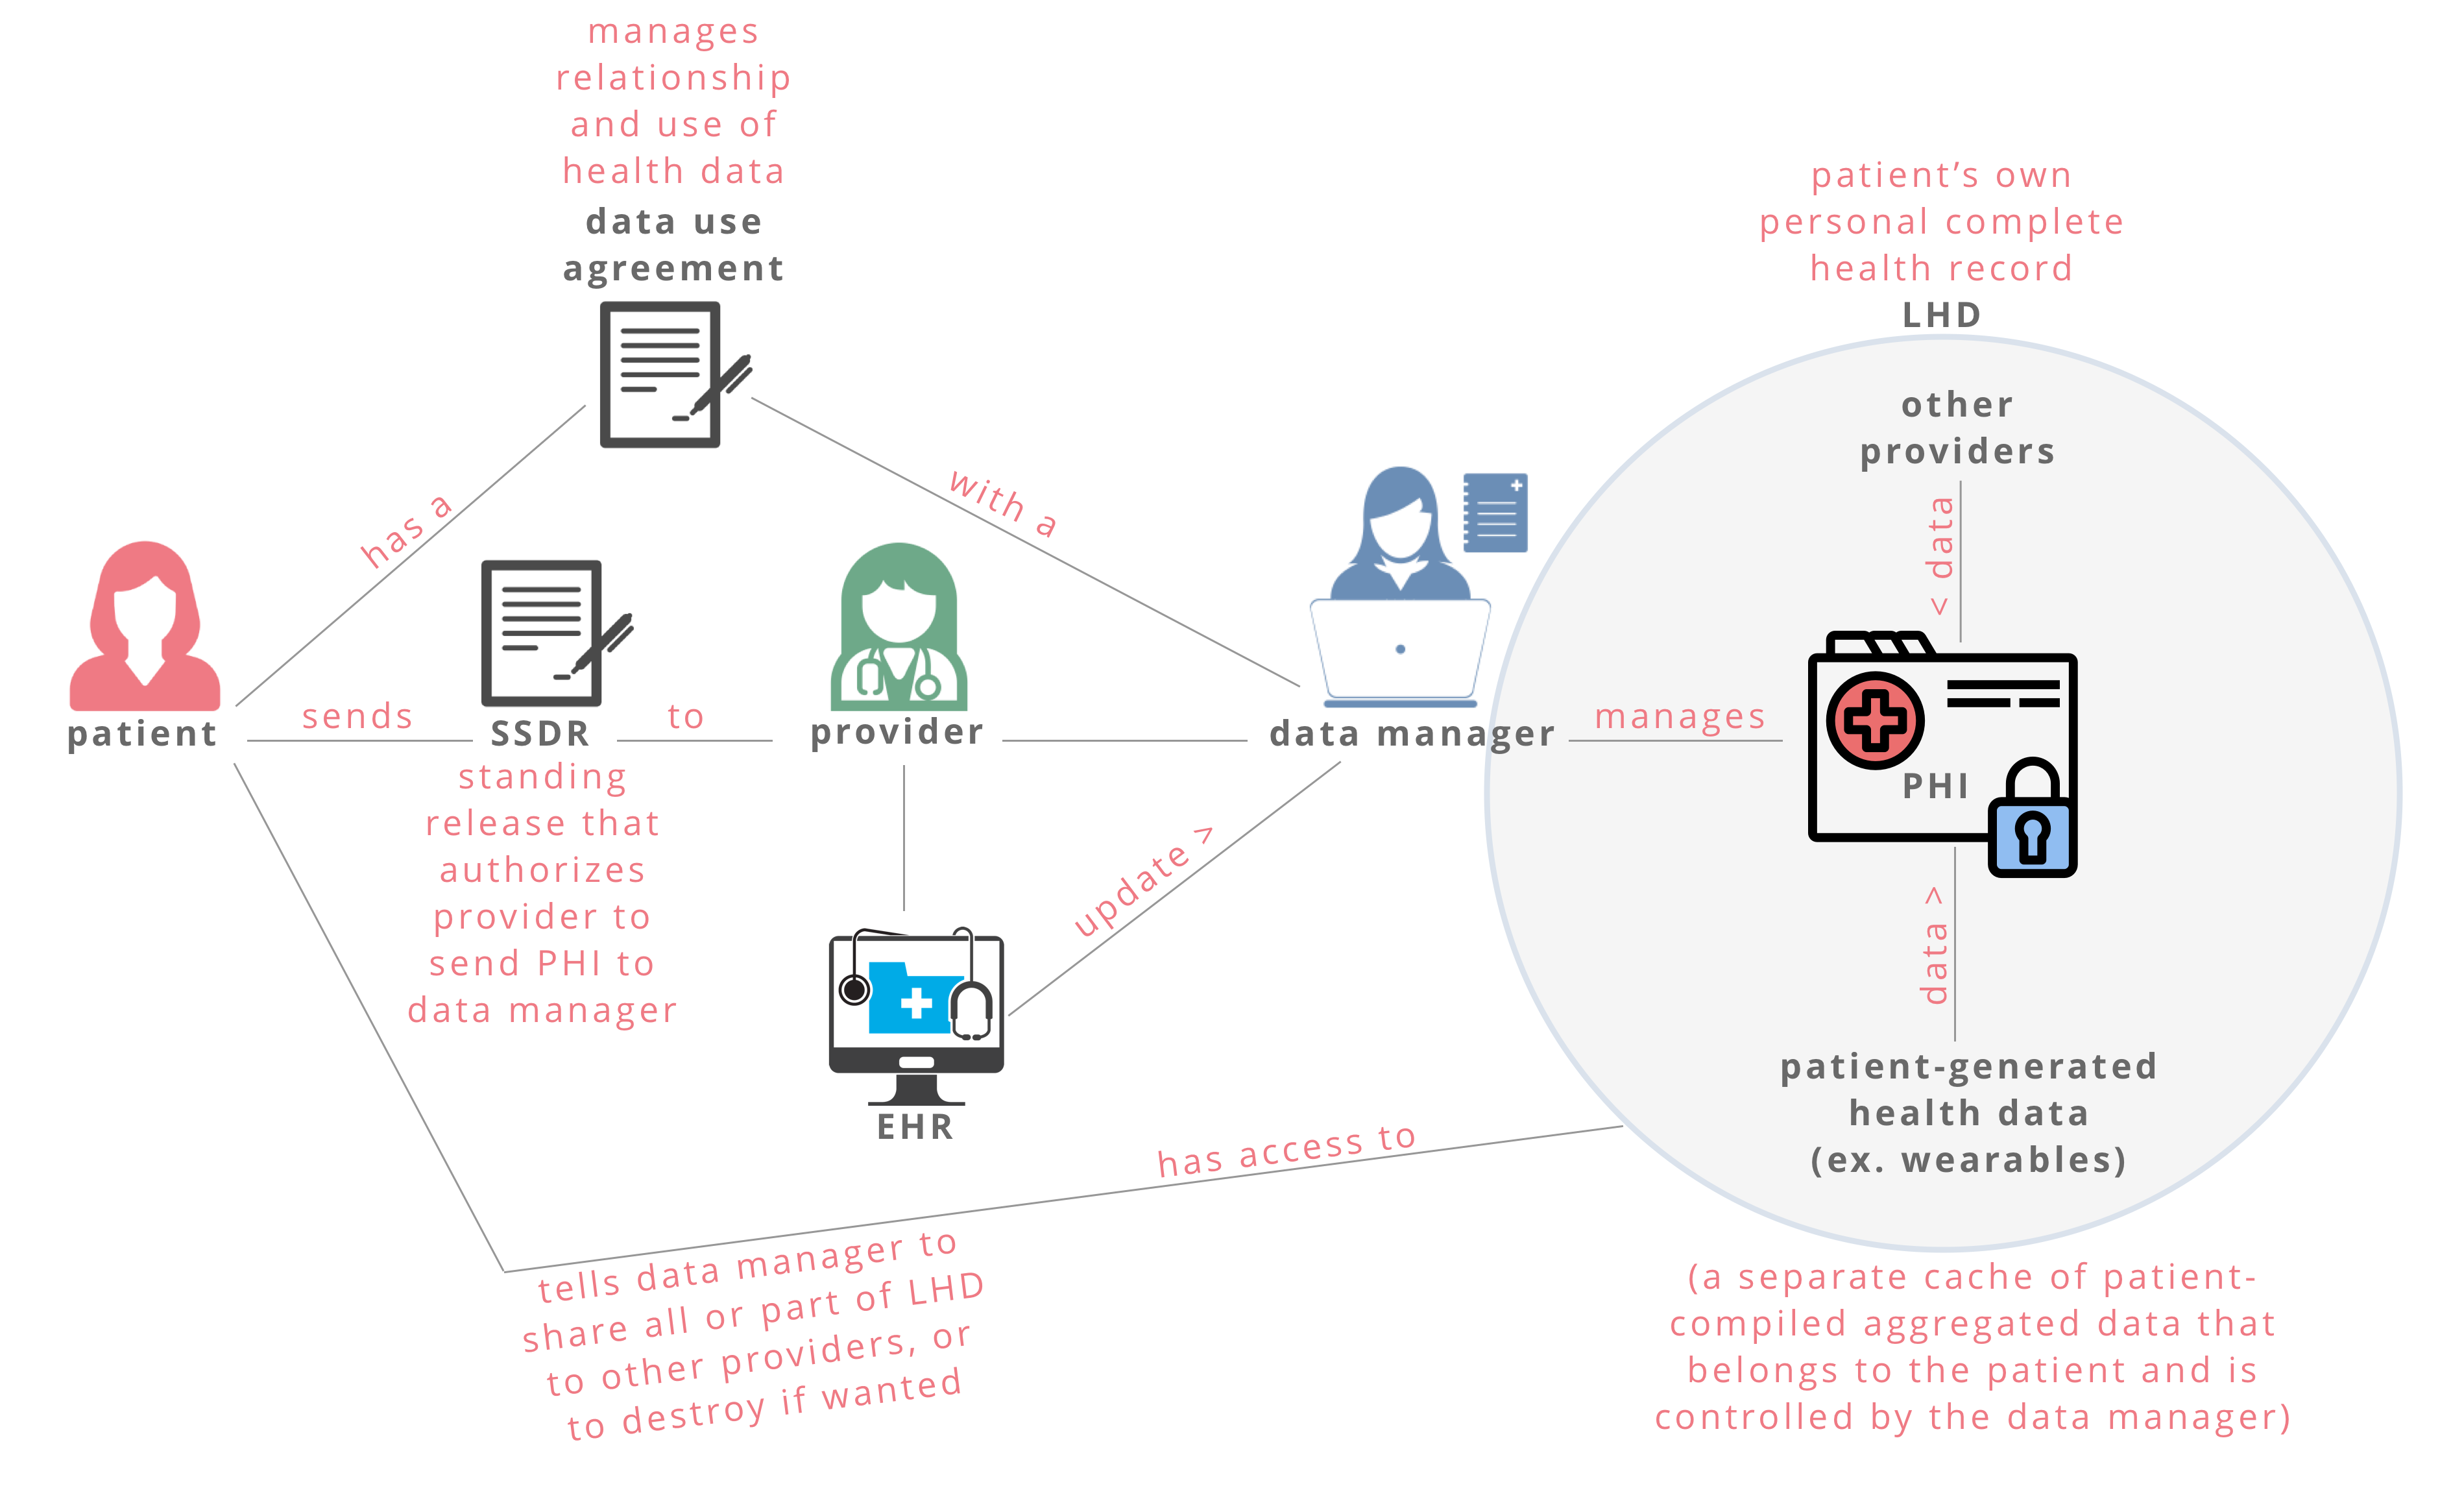 manages
relationship
and use of
health data
data use
agreement
patient’s own
personal complete
health record
LHD
other
providers
< data
has a
with a
patient
sends
SSDR
to
provider
data manager
manages
PHI
standing
release that
authorizes
provider to
send PHI to
data manager
update >
data >
EHR
patient-generated
health data
(ex. wearables)
has access to
tells data manager to
share all or part of LHD
to other providers, or
to destroy if wanted
(a separate cache of patient-
compiled aggregated data that
belongs to the patient and is
controlled by the data manager)